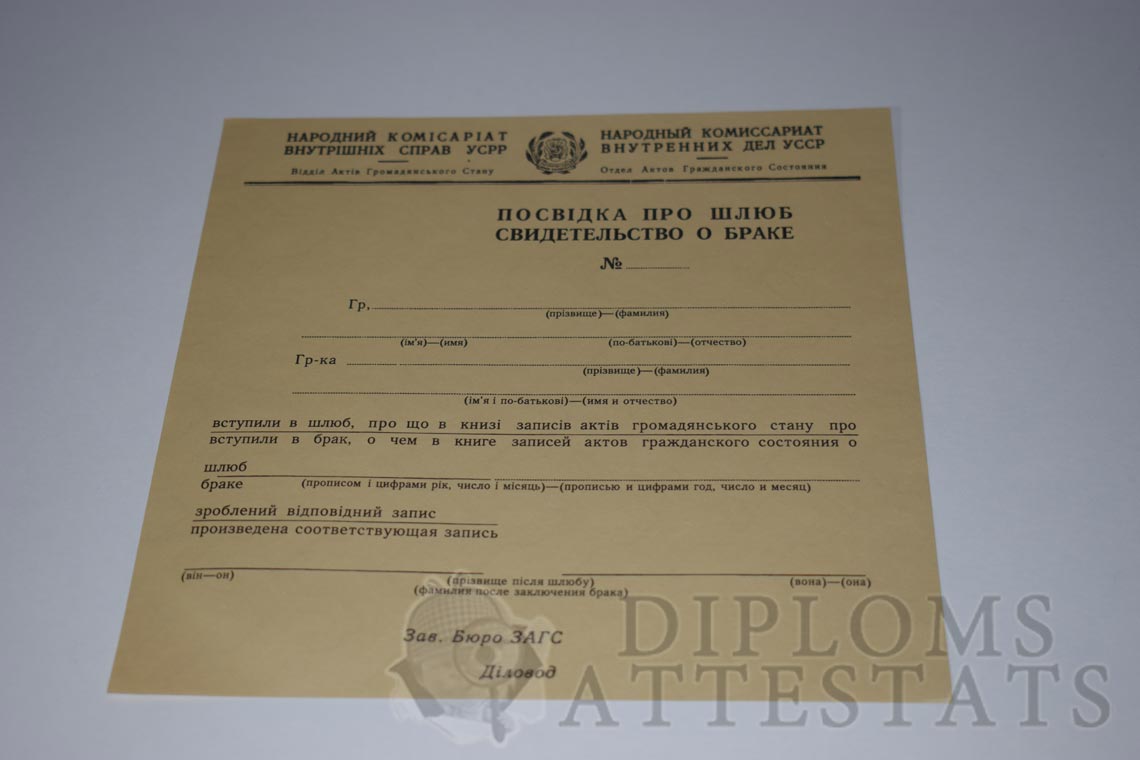 НАРОДНИЙ КОМІСАРІАТ
ВНУТРІШНІХ СПРАВ УСРР
Відділ Актів Громадянського Стану
НАРОДНЫЙ КОМИССАРИАТ
ВНУТРЕННИХ ДЕЛ УССР
Отдел Актов Гражданского Состояния
ПОСВІДКА ПРО ШЛЮБ
СВИДЕТЕЛЬСТВО О БРАКЕ
№
Гр,
(прізвище)—(фамилия)
(ім'я)—(имя) (по-батькові)—(отчество)
Гр-ка
(прізвище)—(фамилия)
(ім'я і по-батькові)—(имя и отчество)
вступили в шлюб, про що в книзі записів актів громадянського стану про
вступили в брак, о чем в книге записей актов гражданского состояния о
шлюб
браке (прописом і цифрами рік, число і місяць)—(прописью и цифрами год, число и месяц)
зроблений відповідний запис
произведена соответствующая запись
(він—он) (прізвище після шлюбу) (вона)—(она)
(фамилия после заключения брака)
Зав. Бюро ЗАГС
Діловод
DIPLOMS
ATTESTATS